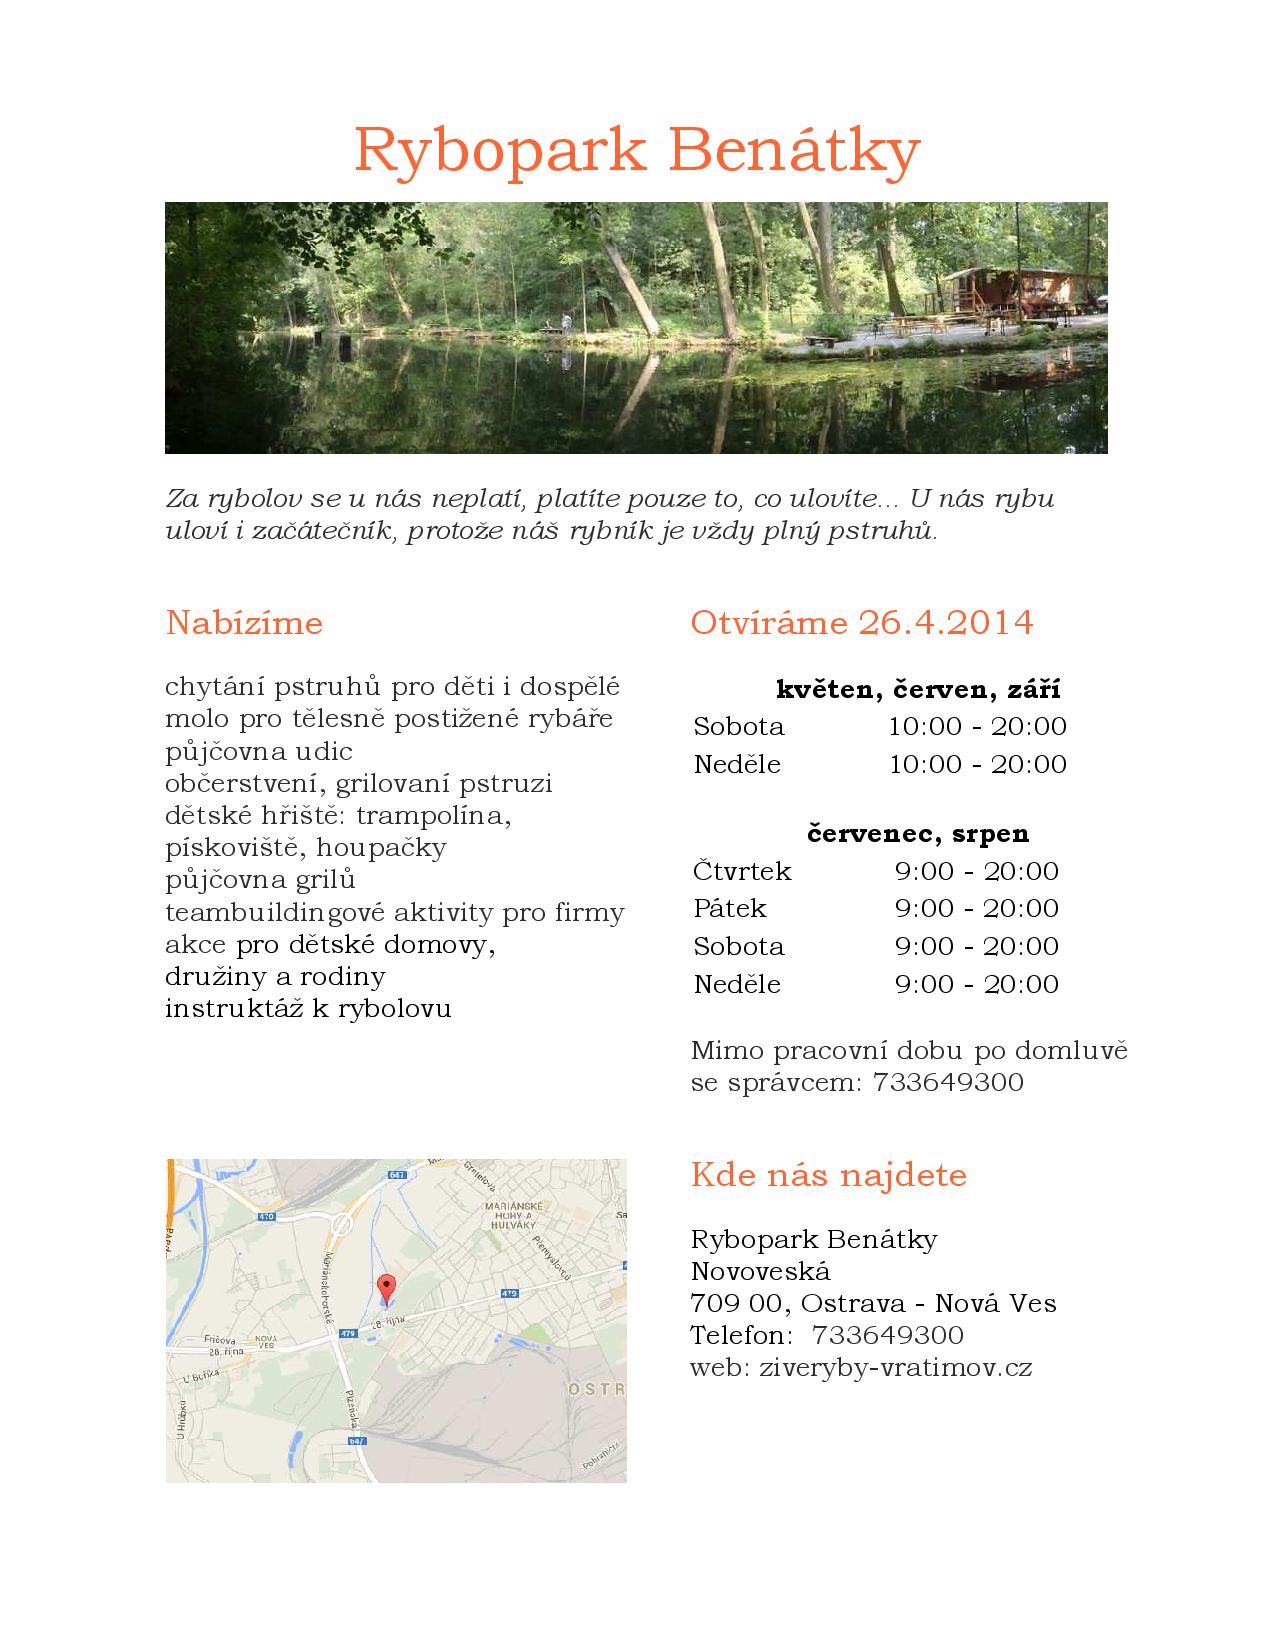 Rybopark Benátky
Za rybolov se u nás neplatí, platíte pouze to, co ulovíte... U nás rybu
uloví i začátečník, protože náš rybník je vždy plný pstruhů.
Nabízíme
chytání pstruhů pro děti i dospělé
molo pro tělesně postižené rybáře
půjčovna udic
občerstvení, grilovaní pstruzi
dětské hřiště: trampolína,
pískoviště, houpačky
půjčovna grilů
teambuildingové aktivity pro firmy
akce pro dětské domovy,
družiny a rodiny
instruktáž k rybolovu
Otvíráme 26.4.2014
květen, červen, září
Sobota 10:00 - 20:00
Neděle 10:00 - 20:00
červenec, srpen
Čtvrtek 9:00 - 20:00
Pátek 9:00 - 20:00
Sobota 9:00 - 20:00
Neděle 9:00 - 20:00
Mimo pracovní dobu po domluvě
se správcem: 733649300
647
Grmelova
470
MARIÁNSKÉ
HORY A
HULVÁKY
Přemyslovců
Mariánskohorská
479
28. října
479
Fričova
NOVÁ
VES
28. října
U Boříka
OSTR
Plzeňská
U Hrůbků
647
Pohraniční
Kde nás najdete
Rybopark Benátky
Novoveská
709 00, Ostrava - Nová Ves
Telefon: 733649300
web: ziveryby-vratimov.cz